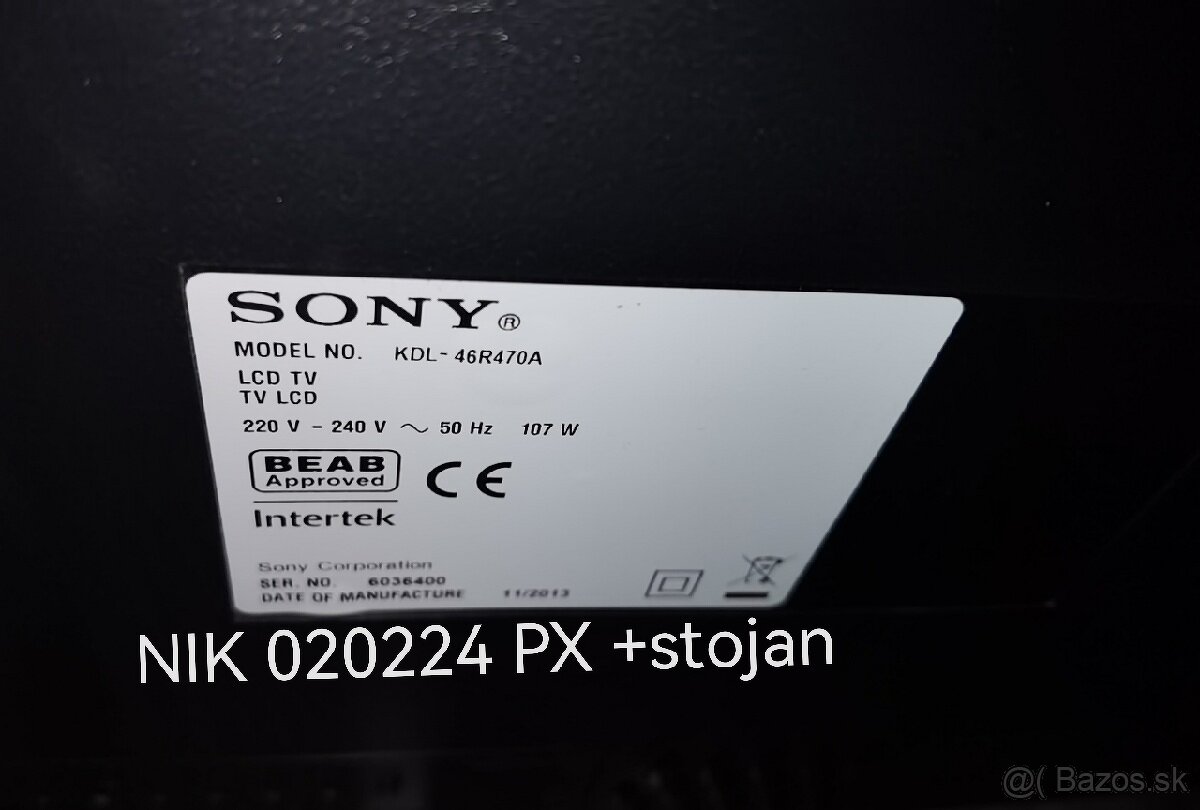 SONY®
MODEL NO. KDL-46R470A
LCD TV
TV LCD
220 V - 240 V ~ 50 Hz 107 W
BEAB
Approved
CE
Intertek
Sony Corporation
SER. NO. 6036400
DATE OF MANUFACTURE 11/2013
NIK 020224 PX +stojan
@( Bazos.sk